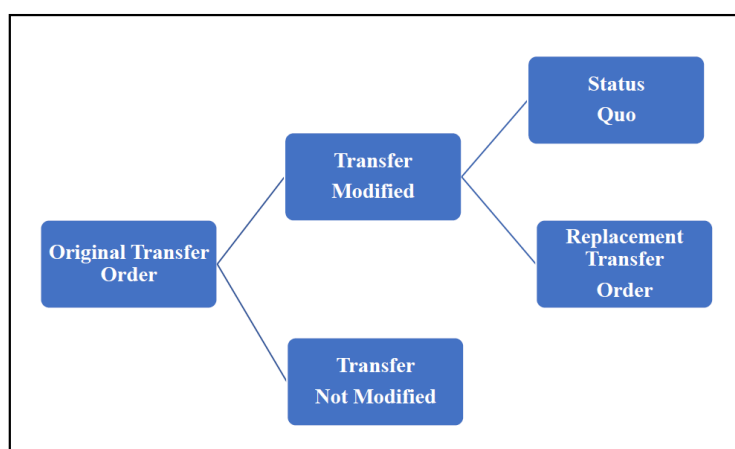 Original Transfer
Order
Transfer
Modified
Transfer
Not Modified
Status
Quo
Replacement
Transfer
Order